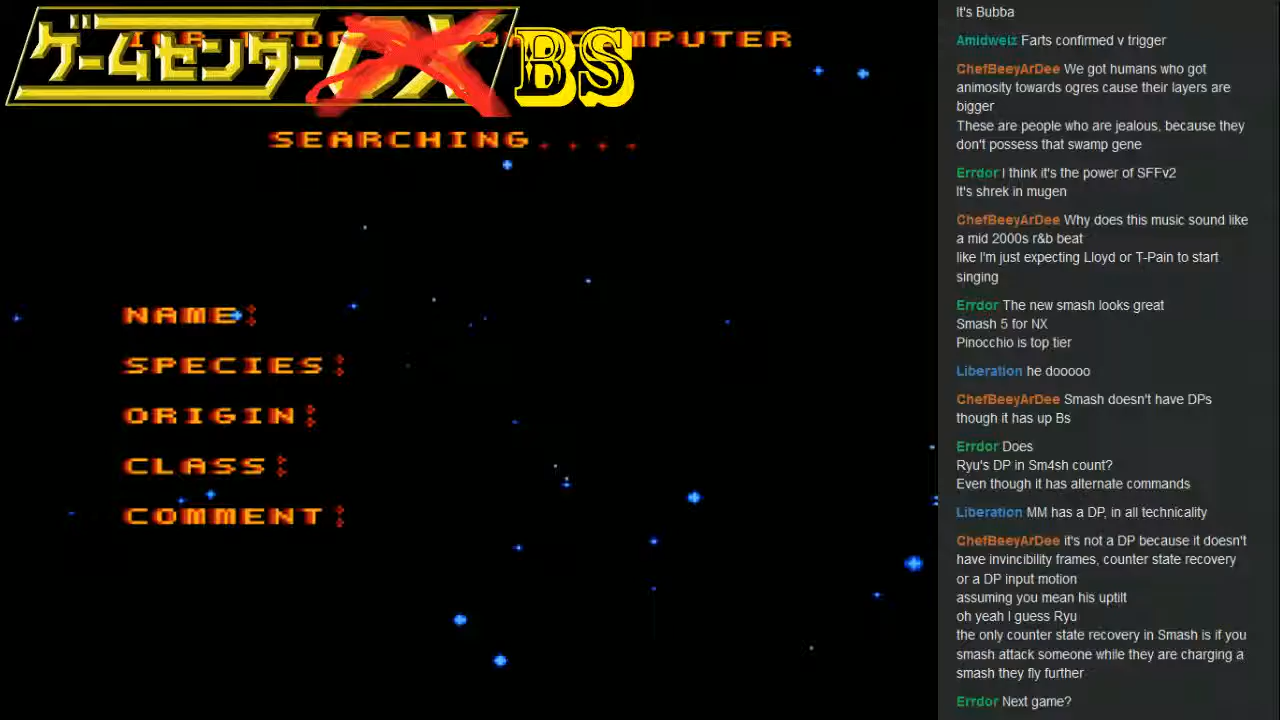 ゲームセンターDX BS
COMPUTER
SEARCHING....
NAME:
SPECIES:
ORIGIN:
CLASS:
COMMENT:
It's Bubba
Amidweiz Farts confirmed v trigger
ChefBeeyArDee We got humans who got
animosity towards ogres cause their layers are
bigger
These are people who are jealous, because they
don't possess that swamp gene
Errdor I think it's the power of SFFv2
It's shrek in mugen
ChefBeeyArDee Why does this music sound like
a mid 2000s r&b beat
like I'm just expecting Lloyd or T-Pain to start
singing
Errdor The new smash looks great
Smash 5 for NX
Pinocchio is top tier
Liberation he dooooo
ChefBeeyArDee Smash doesn't have DPs
though it has up Bs
Errdor Does
Ryu's DP in Sm4sh count?
Even though it has alternate commands
Liberation MM has a DP, in all technicality
ChefBeeyArDee it's not a DP because it doesn't
have invincibility frames, counter state recovery
or a DP input motion
assuming you mean his uptilt
oh yeah I guess Ryu
the only counter state recovery in Smash is if you
smash attack someone while they are charging a
smash they fly further
Errdor Next game?